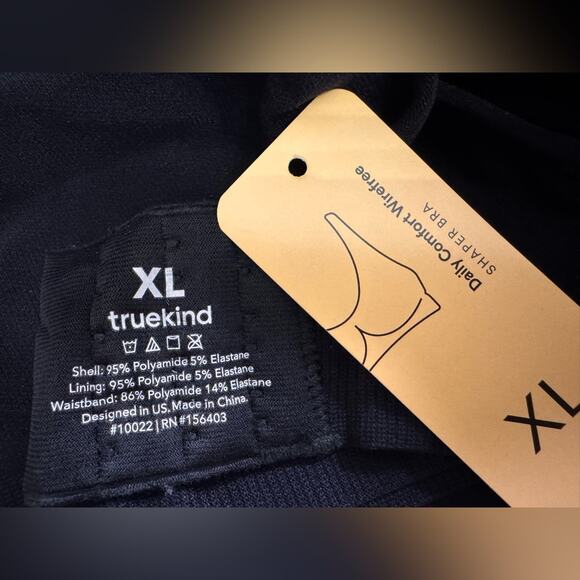 XL
truekind
Shell: 95% Polyamide 5% Elastane
Lining: 95% Polyamide 5% Elastane
Waistband: 86% Polyamide 14% Elastane
Designed in US, Made in China.
#10022 | RN#156403
Daily Comfort Wirefree
SHAPER BRA
XL